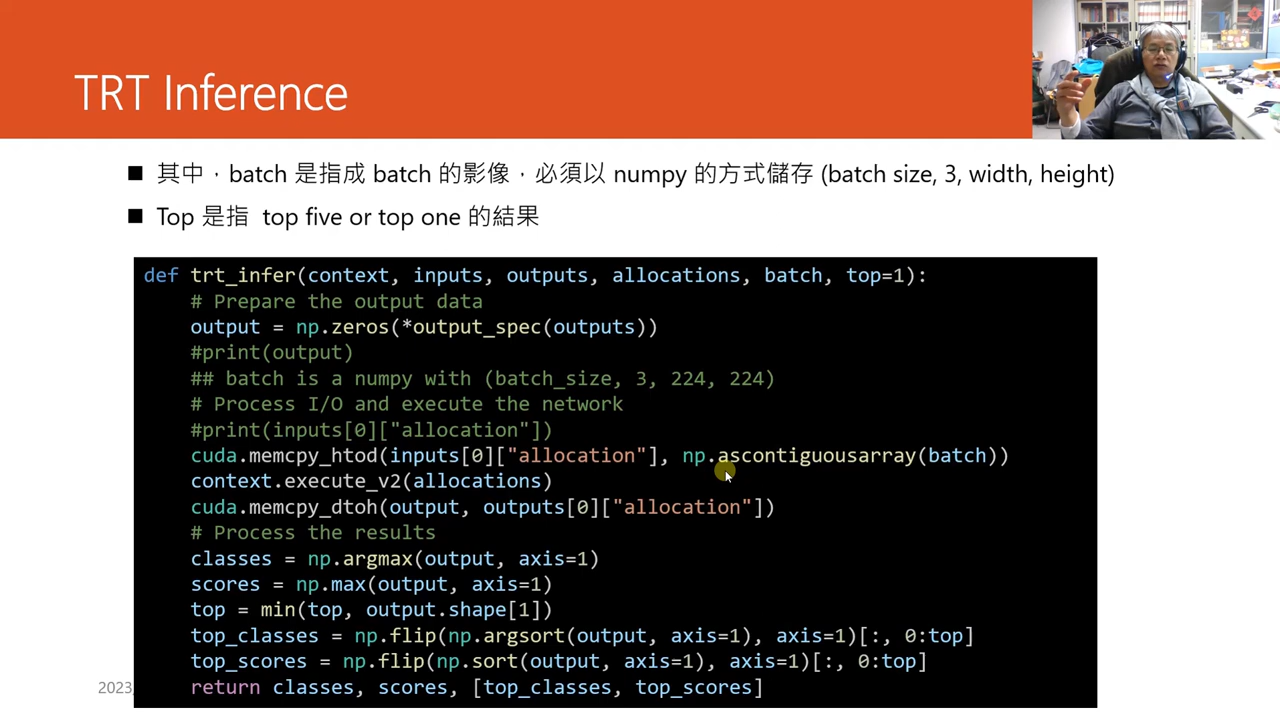 TRT Inference
■ 其中，batch 是指成 batch 的影像，必須以 numpy 的方式儲存 (batch size, 3, width, height)
■ Top 是指 top five or top one 的結果
def trt_infer(context, inputs, outputs, allocations, batch, top=1):
    # Prepare the output data
    output = np.zeros(*output_spec(outputs))
    #print(output)
    ## batch is a numpy with (batch_size, 3, 224, 224)
    # Process I/O and execute the network
    #print(inputs[0]["allocation"])
    cuda.memcpy_htod(inputs[0]["allocation"], np.ascontiguousarray(batch))
    context.execute_v2(allocations)
    cuda.memcpy_dtoh(output, outputs[0]["allocation"])
    # Process the results
    classes = np.argmax(output, axis=1)
    scores = np.max(output, axis=1)
    top = min(top, output.shape[1])
    top_classes = np.flip(np.argsort(output, axis=1), axis=1)[:, 0:top]
    top_scores = np.flip(np.sort(output, axis=1), axis=1)[:, 0:top]
    return classes, scores, [top_classes, top_scores]
2023